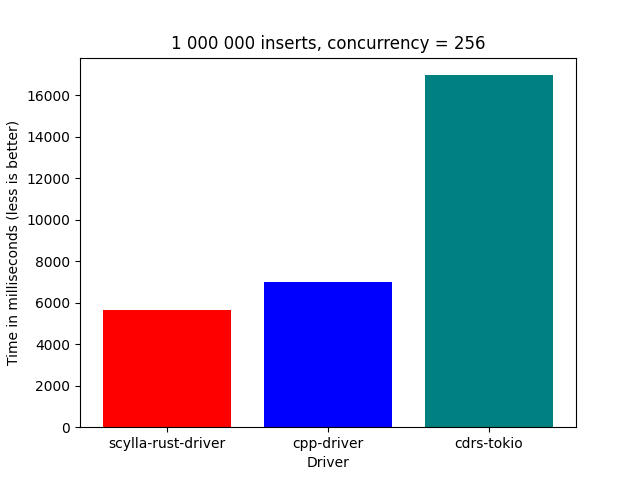 1 000 000 inserts, concurrency = 256
Time in milliseconds (less is better)
16000
14000
12000
10000
8000
6000
4000
2000
0
scylla-rust-driver
cpp-driver
cdrs-tokio
Driver